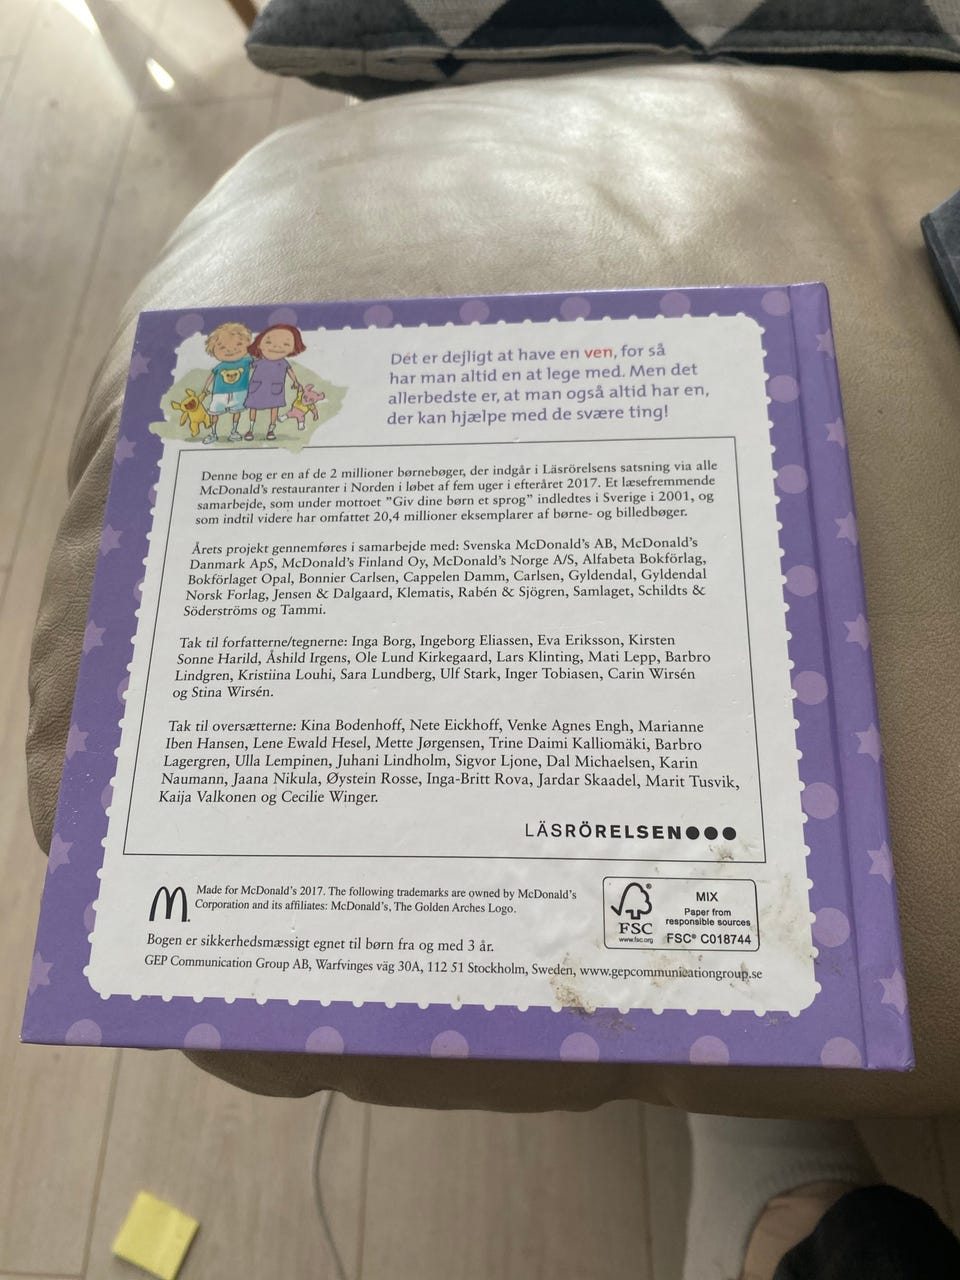 Det er dejligt at have en ven, for så
har man altid en at lege med. Men det
allerbedste er, at man også altid har en,
der kan hjælpe med de svære ting!
Denne bog er en af de 2 millioner børnebøger, der indgår i Läsrörelsens satsning via alle
McDonald's restauranter i Norden i løbet af fem uger i efteråret 2017. Et læsefremmende
samarbejde, som under mottoet "Giv dine børn et sprog" indledtes i Sverige i 2001, og
som indtil videre har omfattet 20,4 millioner eksemplarer af børne- og billedbøger.
Årets projekt gennemføres i samarbejde med: Svenska McDonald's AB, McDonald's
Danmark ApS, McDonald's Finland Oy, McDonald's Norge A/S, Alfabeta Bokförlag,
Bokförlaget Opal, Bonnier Carlsen, Cappelen Damm, Carlsen, Gyldendal, Gyldendal
Norsk Forlag, Jensen & Dalgaard, Klematis, Rabén & Sjögren, Samlaget, Schildts &
Söderströms og Tammi.
Tak til forfatterne/tegnerne: Inga Borg, Ingeborg Eliassen, Eva Eriksson, Kirsten
Sonne Harild, Åshild Irgens, Ole Lund Kirkegaard, Lars Klinting, Mati Lepp, Barbro
Lindgren, Kristiina Louhi, Sara Lundberg, Ulf Stark, Inger Tobiasen, Carin Wirsén
og Stina Wirsén.
Tak til oversætterne: Kina Bodenhoff, Nete Eickhoff, Venke Agnes Engh, Marianne
Iben Hansen, Lene Ewald Hesel, Mette Jørgensen, Trine Daimi Kalliomäki, Barbro
Lagergren, Ulla Lempinen, Juhani Lindholm, Sigvor Ljone, Dal Michaelsen, Karin
Naumann, Jaana Nikula, Øystein Rosse, Inga-Britt Rova, Jardar Skaadel, Marit Tusvik,
Kaija Valkonen og Cecilie Winger.
LÄSRÖRELSEN
Made for McDonald's 2017. The following trademarks are owned by McDonald's
Corporation and its affiliates: McDonald's, The Golden Arches Logo.
Bogen er sikkerhedsmæssigt egnet til børn fra og med 3 år.
GEP Communication Group AB, Warfvinges väg 30A, 112 51 Stockholm, Sweden, www.gepcommunicationgroup.se
FSC
www.fsc.org
MIX
Paper from
responsible sources
FSC® C018744